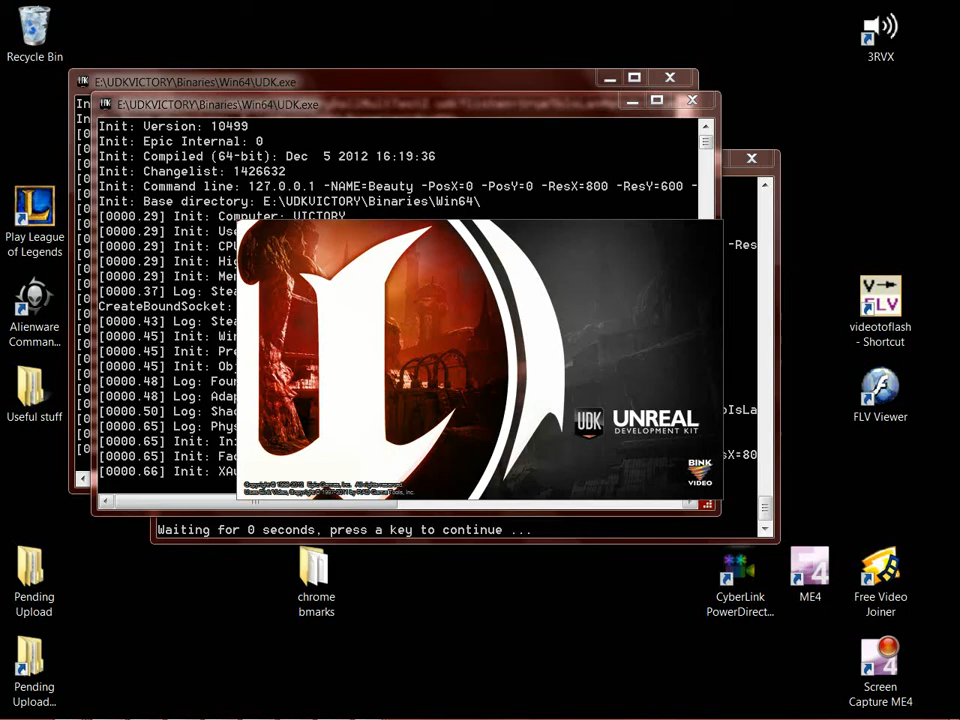 Recycle Bin
3RVX
E:\UDKVICTORY\Binaries\Win64\UDK.exe
E:\UDKVICTORY\Binaries\Win64\UDK.exe
Init: Version: 10499
Init: Epic Internal: 0
Init: Compiled (64-bit): Dec  5 2012 16:19:36
Init: Changelist: 1426632
Init: Command line: 127.0.0.1 -NAME=Beauty -PosX=0 -PosY=0 -ResX=800 -ResY=600 -
Init: Base directory: E:\UDKVICTORY\Binaries\Win64\
[0000.29] Init: Computer: VICTORY
[0000.29] Init: Use
[0000.29] Init: CPU
[0000.29] Init: Hig
[0000.29] Init: Mem
[0000.37] Log: Stea
CreateBoundSocket:
[0000.43] Log: Stea
[0000.45] Init: Win
[0000.45] Init: Pre
[0000.45] Init: Obj
[0000.48] Log: Foun
[0000.48] Log: Adap
[0000.50] Log: Shad
[0000.65] Log: Phys
[0000.65] Init: Ini
[0000.65] Init: Fac
[0000.66] Init: XAu
-Res
oIsLa
sX=80
UDK
UNREAL
DEVELOPMENT KIT
BINK
VIDEO
Waiting for 0 seconds, press a key to continue ...
Play League
of Legends
Alienware
Comman...
Useful stuff
videotoflash
- Shortcut
FLV Viewer
Pending
Upload
chrome
bmarks
CyberLink
PowerDirect...
ME4
Free Video
Joiner
Pending
Upload...
Screen
Capture ME4